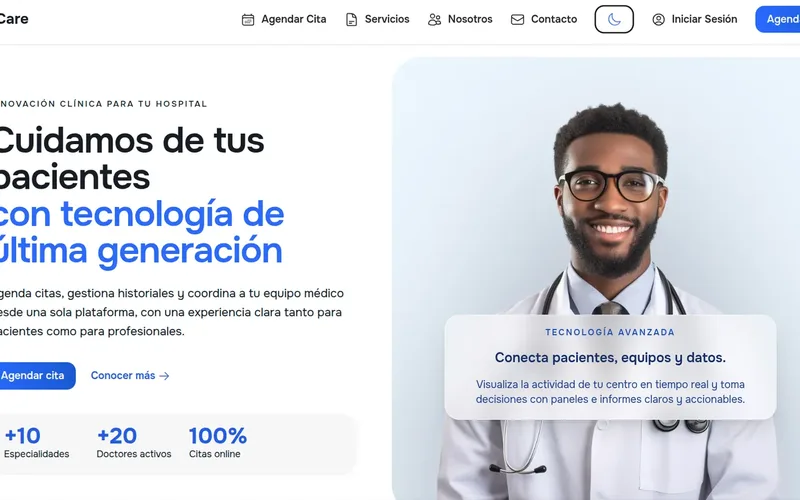 Care
Agendar Cita
Servicios
Nosotros
Contacto
Iniciar Sesión
Agenda
NOVACIÓN CLÍNICA PARA TU HOSPITAL
Cuidamos de tus
pacientes
con tecnología de
última generación
genda citas, gestiona historiales y coordina a tu equipo médico
esde una sola plataforma, con una experiencia clara tanto para
acientes como para profesionales.
Agendar cita
Conocer más →
+10
Especialidades
+20
Doctores activos
100%
Citas online
TECNOLOGÍA AVANZADA
Conecta pacientes, equipos y datos.
Visualiza la actividad de tu centro en tiempo real y toma
decisiones con paneles e informes claros y accionables.